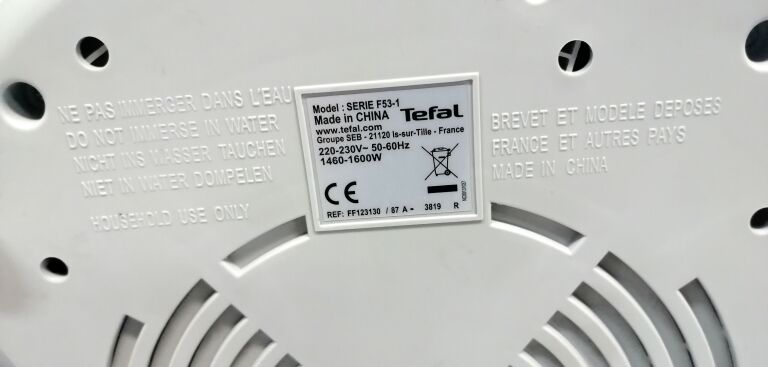 NE PAS IMMERGER DANS L'EAU
DO NOT IMMERSE IN WATER
NICHT INS WASSER TAUCHEN
NIET IN WATER DOMPELEN
HOUSEHOLD USE ONLY
Model : SERIE F53-1
Made in CHINA
Tefal
www.tefal.com
Groupe SEB - 21120 Is-sur-Tille - France
220-230V~ 50-60Hz
1460-1600W
CE
REF: FF123130 / 87 A - 3819 R
BREVET ET MODELE DEPOSES
FRANCE ET AUTRES PAYS
MADE IN CHINA